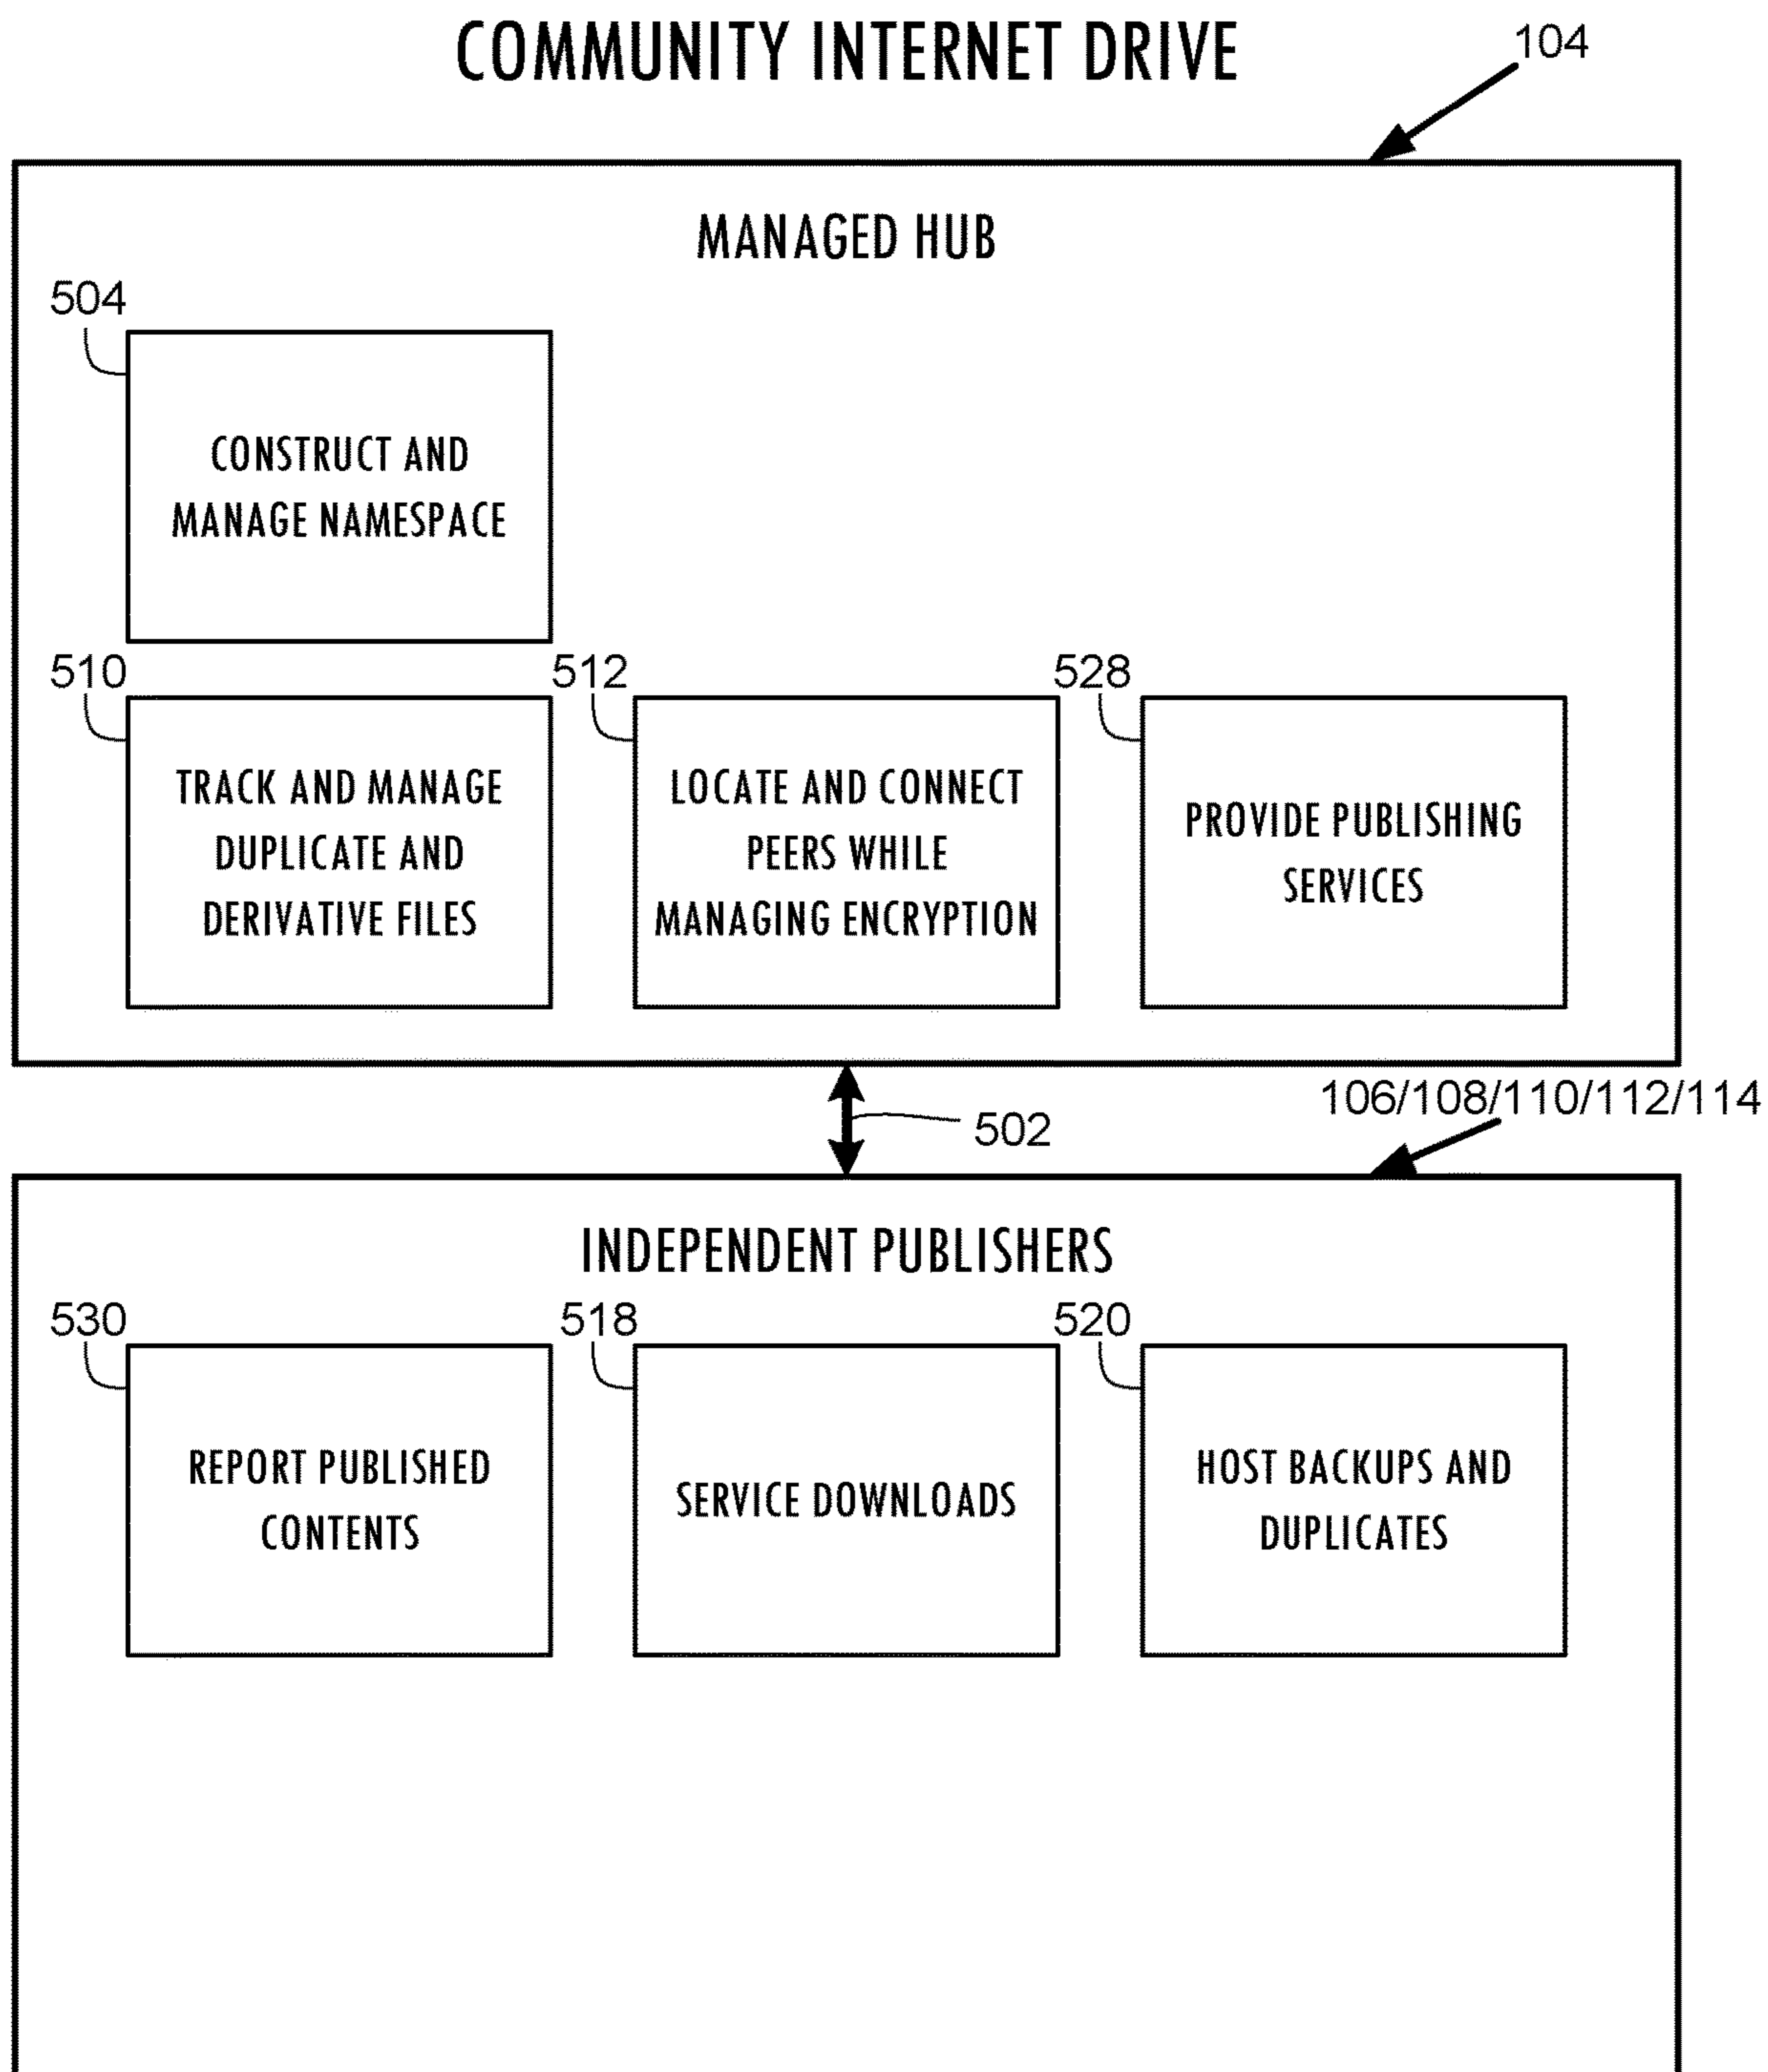 COMMUNITY INTERNET DRIVE
104
MANAGED HUB
504
CONSTRUCT AND
MANAGE NAMESPACE
510
TRACK AND MANAGE
DUPLICATE AND
DERIVATIVE FILES
512
LOCATE AND CONNECT
PEERS WHILE
MANAGING ENCRYPTION
528
PROVIDE PUBLISHING
SERVICES
502
106/108/110/112/114
INDEPENDENT PUBLISHERS
530
REPORT PUBLISHED
CONTENTS
518
SERVICE DOWNLOADS
520
HOST BACKUPS AND
DUPLICATES